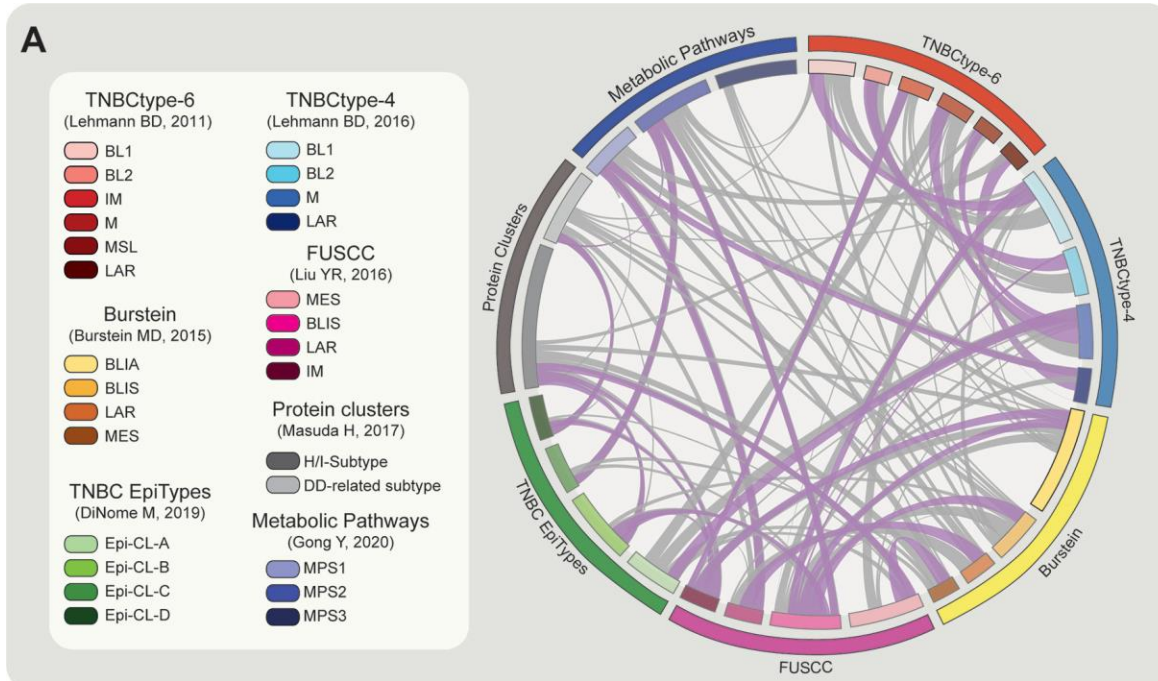 A
TNBCtype-6
(Lehmann BD, 2011)
BL1
BL2
IM
M
MSL
LAR
Burstein
(Burstein MD, 2015)
BLIA
BLIS
LAR
MES
TNBC EpiTypes
(DiNome M, 2019)
Epi-CL-A
Epi-CL-B
Epi-CL-C
Epi-CL-D
TNBCtype-4
(Lehmann BD, 2016)
BL1
BL2
M
LAR
FUSCC
(Liu YR, 2016)
MES
BLIS
LAR
IM
Protein clusters
(Masuda H, 2017)
H/I-Subtype
DD-related subtype
Metabolic Pathways
(Gong Y, 2020)
MPS1
MPS2
MPS3
Metabolic Pathways
TNBCtype-6
TNBCtype-4
Burstein
FUSCC
TNBC EpiTypes
Protein Clusters